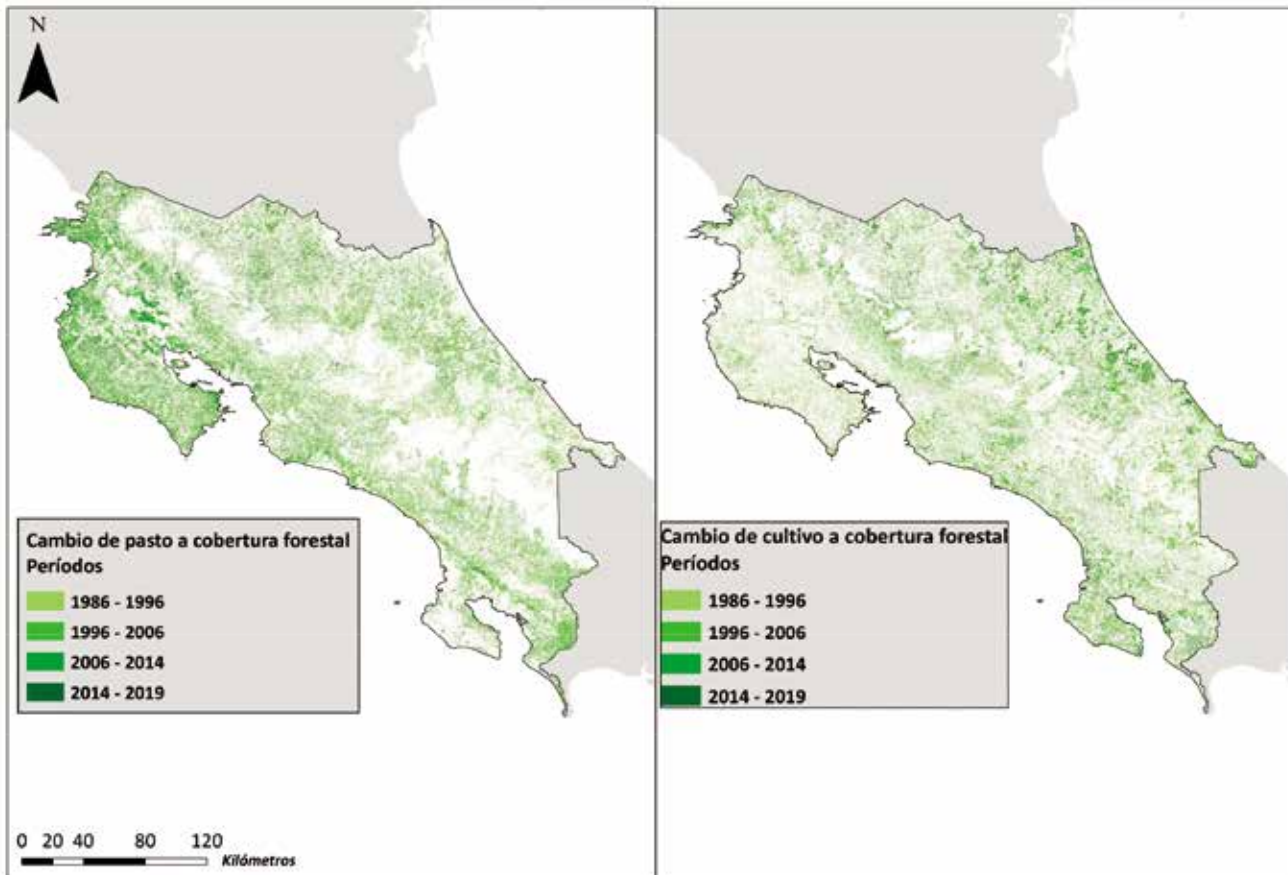 N
Cambio de pasto a cobertura forestal
Períodos
1986 - 1996
1996 - 2006
2006 - 2014
2014 - 2019
0 20 40 80 120
Kilómetros
Cambio de cultivo a cobertura forestal
Períodos
1986 - 1996
1996 - 2006
2006 - 2014
2014 - 2019